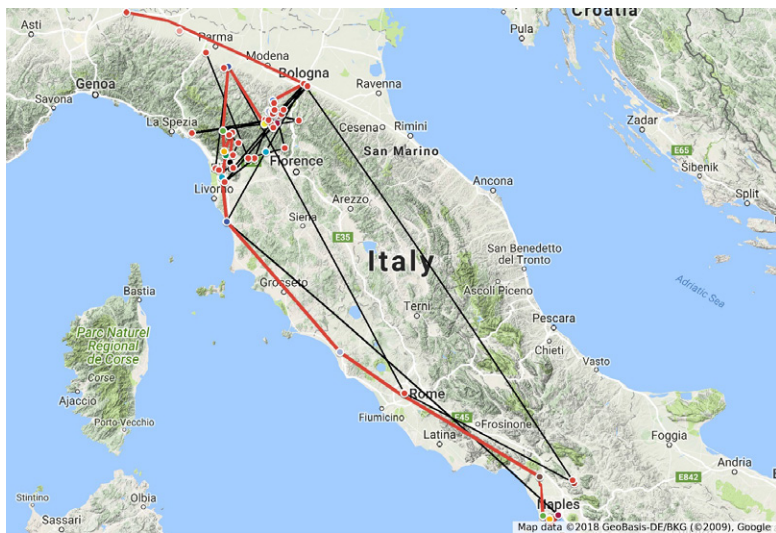 Croatia
Asti
Parma
Pula
Modena
Bologna
Genoa
Ravenna
Savona
La Spezia
Zadar
Cesena
Rimini
E65
San Marino
Šibenik
Florence
Split
Livorno
Ancona
Arezzo
Siena
E35
San Benedetto
del Tronto
Italy
Grosseto
Ascoli Piceno
Adriatic Sea
Bastia
Terni
Pescara
Parc Naturel
Régional
de Corse
Chieti
Vasto
Corse
Ajaccio
Rome
Porto-Vecchio
Fiumicino
E45
Frosinone
Latina
Foggia
Andria
E842
Stintino
Olbia
Naples
Sassari
Map data ©2018 GeoBasis-DE/BKG (©2009), Google